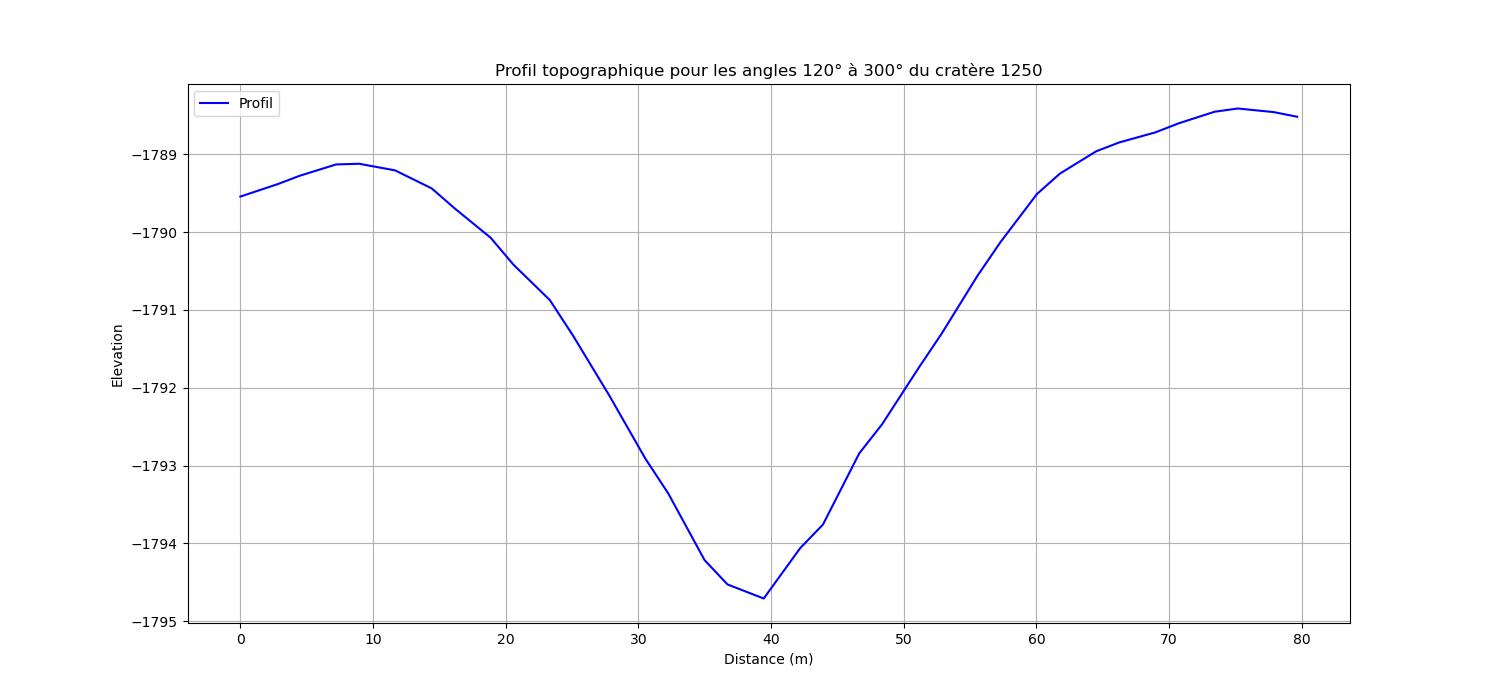 Profil topographique pour les angles 120° à 300° du cratère 1250
Profil
−1789
−1790
−1791
−1792
−1793
−1794
−1795
Elevation
0 10 20 30 40 50 60 70 80
Distance (m)